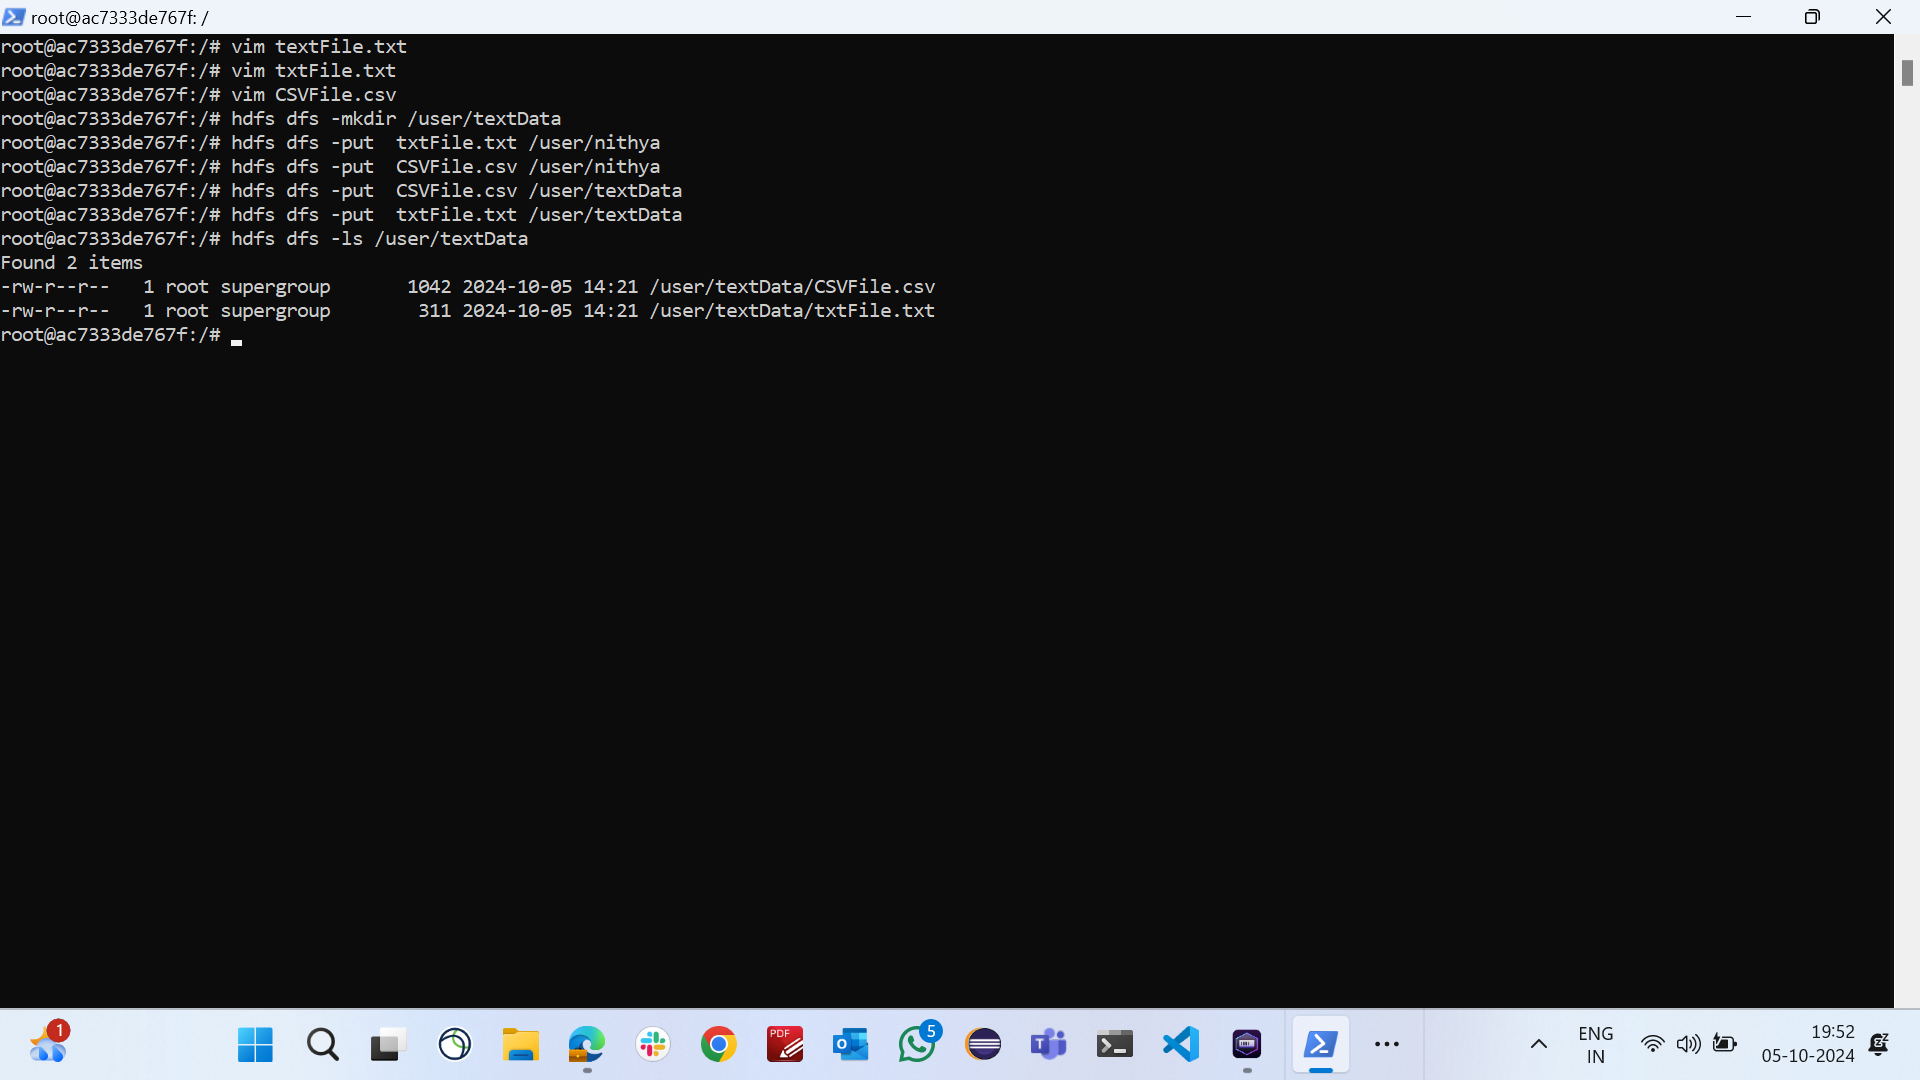 root@ac7333de767f: /
root@ac7333de767f:/# vim textFile.txt
root@ac7333de767f:/# vim txtFile.txt
root@ac7333de767f:/# vim CSVFile.csv
root@ac7333de767f:/# hdfs dfs -mkdir /user/textData
root@ac7333de767f:/# hdfs dfs -put  txtFile.txt /user/nithya
root@ac7333de767f:/# hdfs dfs -put  CSVFile.csv /user/nithya
root@ac7333de767f:/# hdfs dfs -put  CSVFile.csv /user/textData
root@ac7333de767f:/# hdfs dfs -put  txtFile.txt /user/textData
root@ac7333de767f:/# hdfs dfs -ls /user/textData
Found 2 items
-rw-r--r--   1 root supergroup       1042 2024-10-05 14:21 /user/textData/CSVFile.csv
-rw-r--r--   1 root supergroup        311 2024-10-05 14:21 /user/textData/txtFile.txt
root@ac7333de767f:/#
1
PDF
5
ENG
IN
19:52
05-10-2024